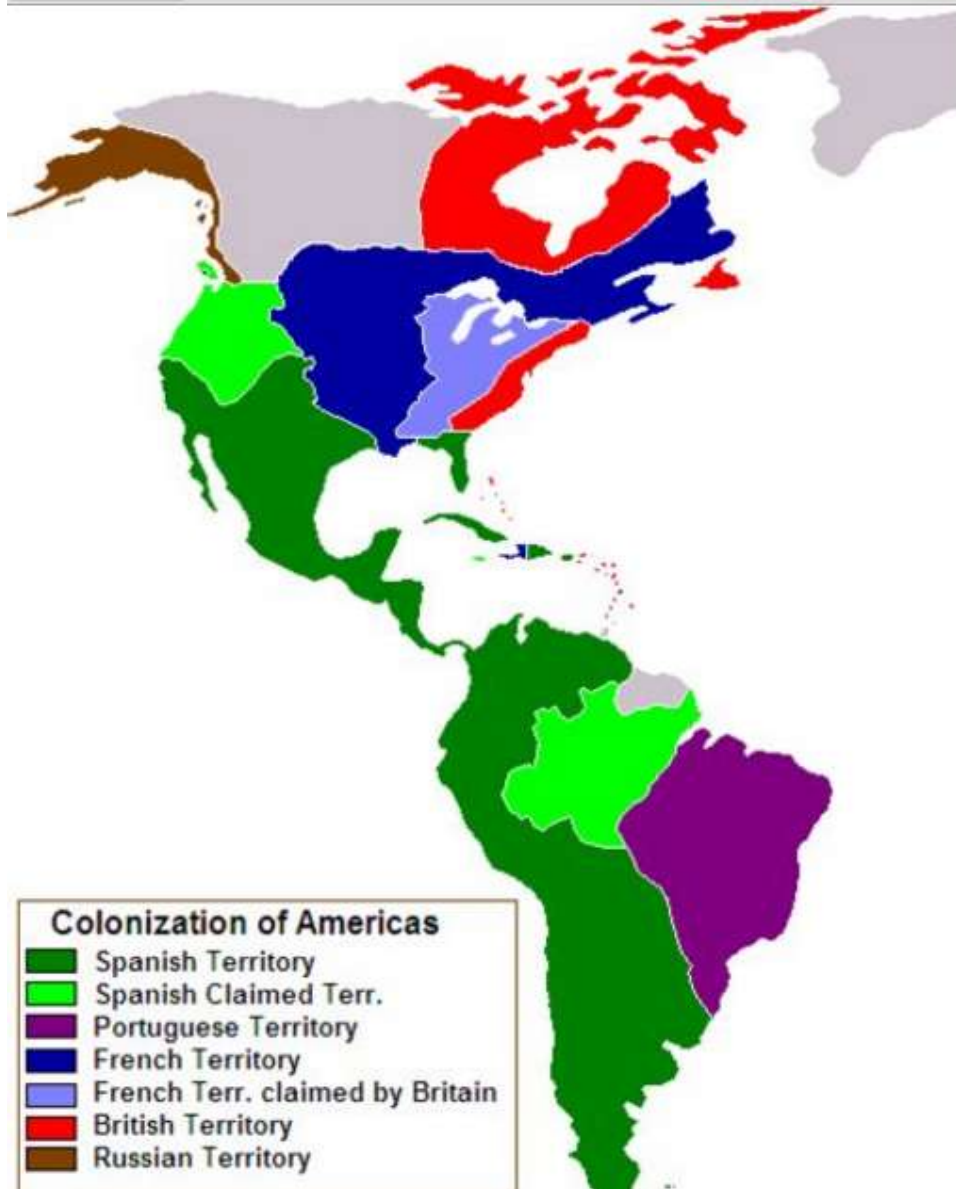 Colonization of Americas
Spanish Territory
Spanish Claimed Terr.
Portuguese Territory
French Territory
French Terr. claimed by Britain
British Territory
Russian Territory